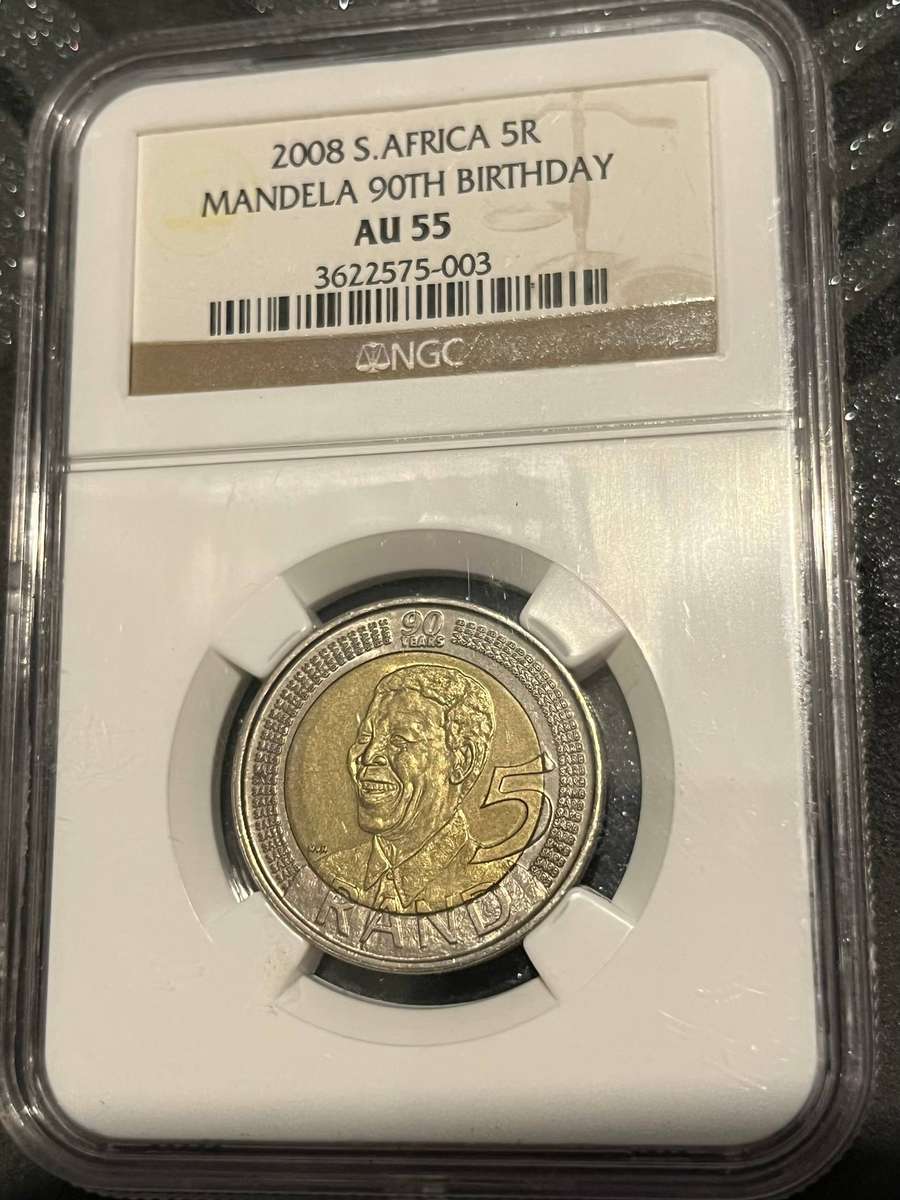 2008 S.AFRICA 5R
MANDELA 90TH BIRTHDAY
AU 55
3622575-003
NGC
90
YEARS
5
RAND